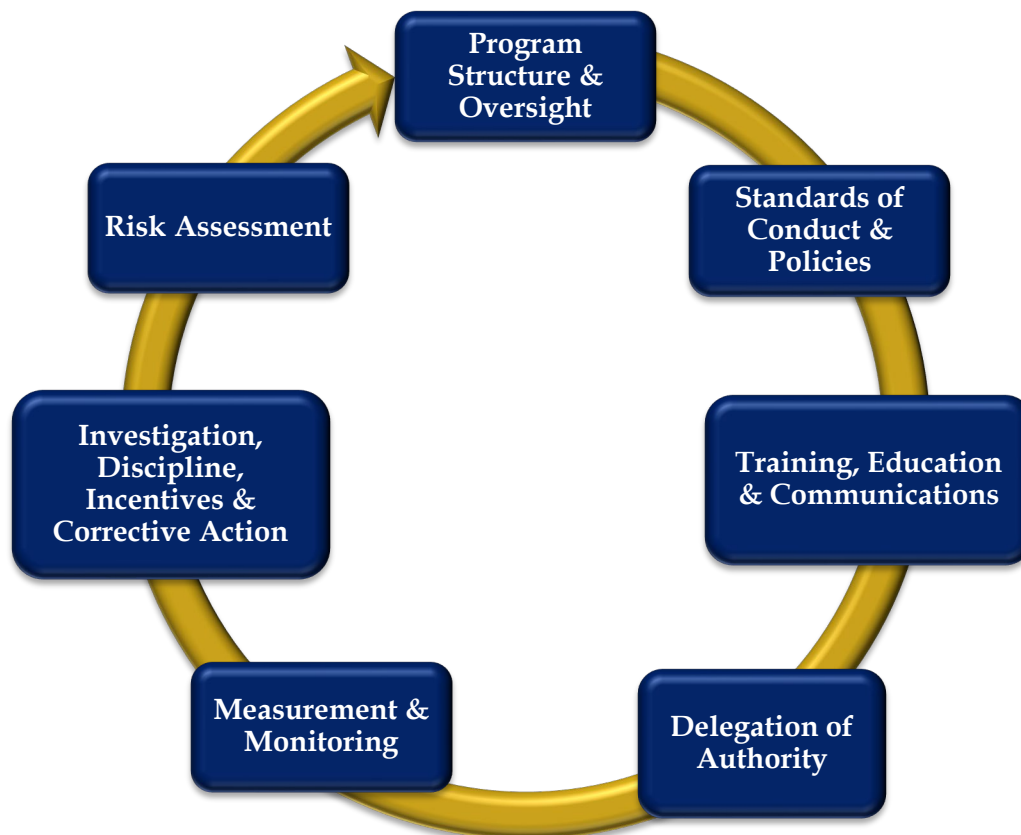 Program
Structure &
Oversight
Standards of
Conduct &
Policies
Training, Education
& Communications
Delegation of
Authority
Measurement &
Monitoring
Investigation,
Discipline,
Incentives &
Corrective Action
Risk Assessment